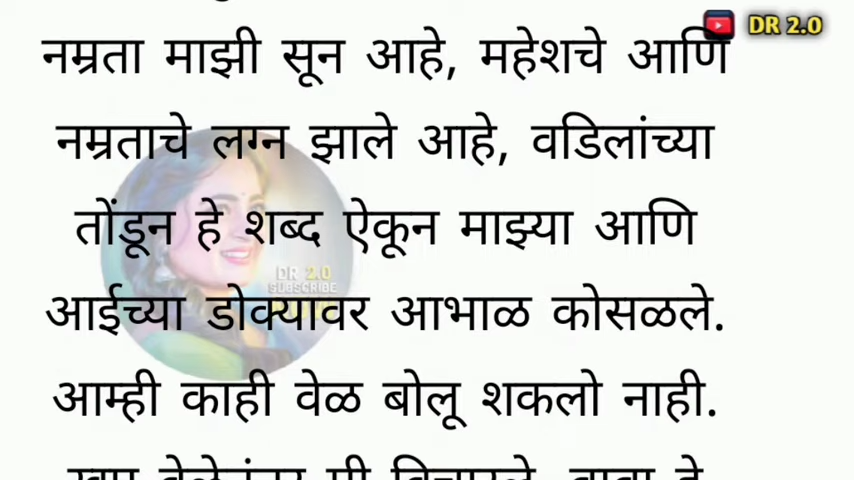 DR 2.0
नम्रता माझी सून आहे, महेशचे आणि
नम्रताचे लग्न झाले आहे, वडिलांच्या
तोंडून हे शब्द ऐकून माझ्या आणि
DR 2.0
SUBSCRIBE
आईच्या डोक्यावर आभाळ कोसळले.
आम्ही काही वेळ बोलू शकलो नाही.